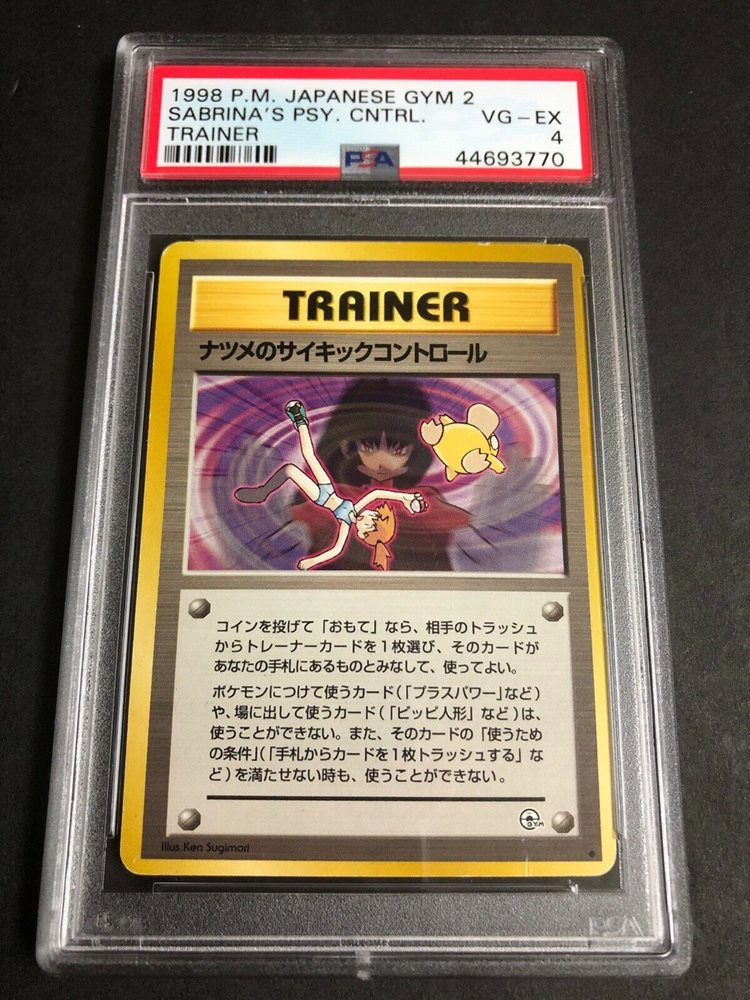 1998 P.M. JAPANESE GYM 2
SABRINA'S PSY. CNTRL. VG-EX
TRAINER 4
PSA 44693770
TRAINER
ナツメのサイキックコントロール
コインを投げて「おもて」なら、相手のトラッシュ
からトレーナーカードを1枚選び、そのカードが
あなたの手札にあるものとみなして、使ってよい。
ポケモンにつけて使うカード(「プラスパワー」など)
や、場に出して使うカード(「ピッピ人形」など)は、
使うことができない。また、そのカードの「使うため
の条件」(「手札からカードを1枚トラッシュする」な
ど)を満たせない時も、使うことができない。
GYM
Illus. Ken Sugimori
PSA